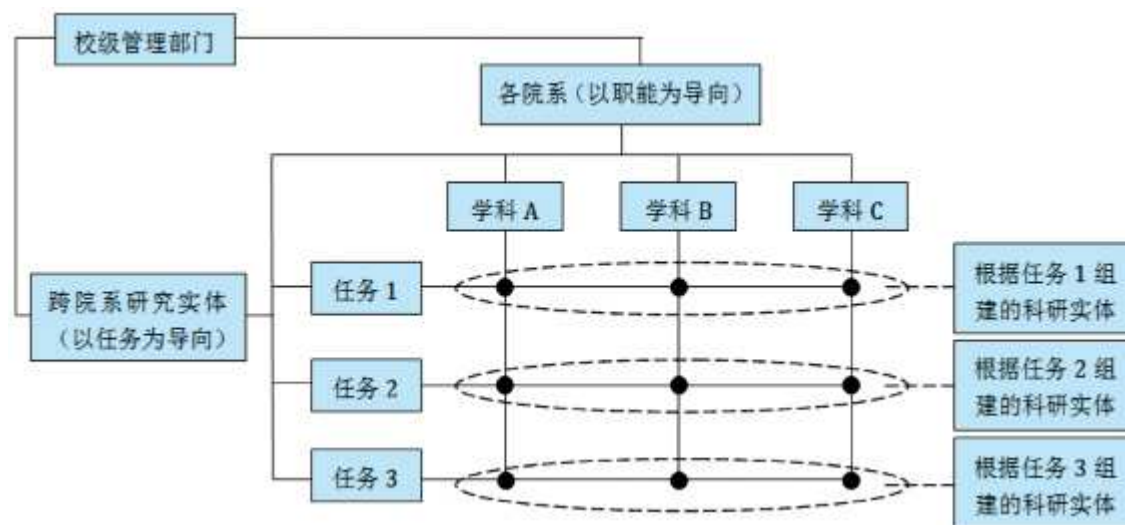 校级管理部门
各院系（以职能为导向）
学科 A
学科 B
学科 C
任务 1
根据任务 1 组
建的科研实体
跨院系研究实体
（以任务为导向）
任务 2
根据任务 2 组
建的科研实体
任务 3
根据任务 3 组
建的科研实体